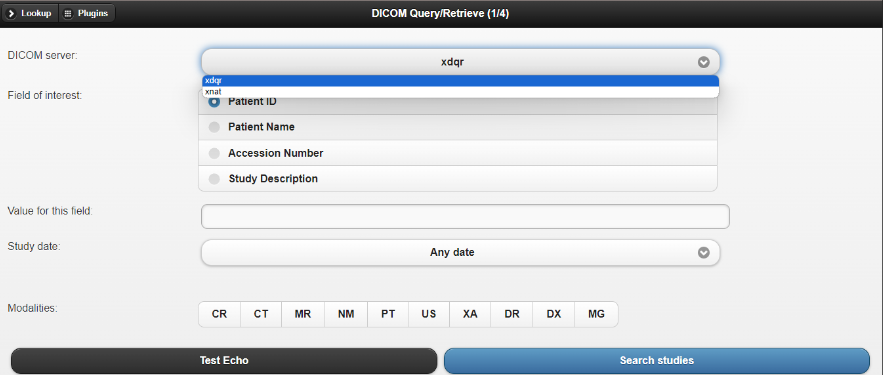 Lookup Plugins DICOM Query/Retrieve (1/4)
DICOM server: xdqr
xdqr
xnat
Field of interest: Patient ID
Patient Name
Accession Number
Study Description
Value for this field:
Study date: Any date
Modalities: CR CT MR NM PT US XA DR DX MG
Test Echo Search studies